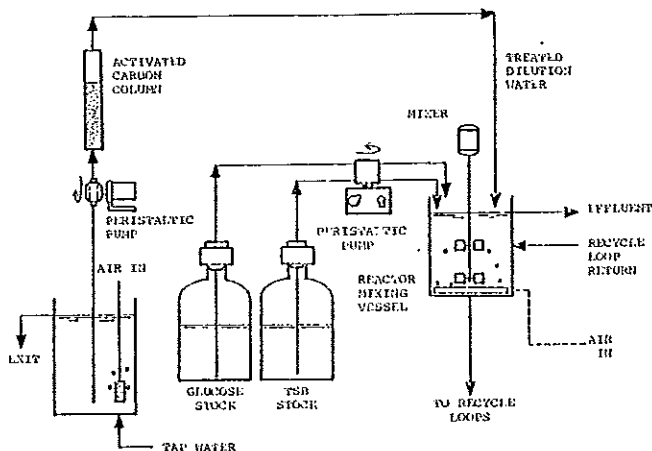 ACTIVATED
CARBON
COLUMN
TREATED
DILUTION
WATER
MIXER
PERISTALTIC
PUMP
PERISTALTIC
PUMP
EFFLUENT
RECYCLE
LOOP
RETURN
AIR IN
REACTOR
MIXING
VESSEL
EXIT
AIR
IN
GLUCOSE
STOCK
TSB
STOCK
TO RECYCLE
LOOPS
TAP WATER